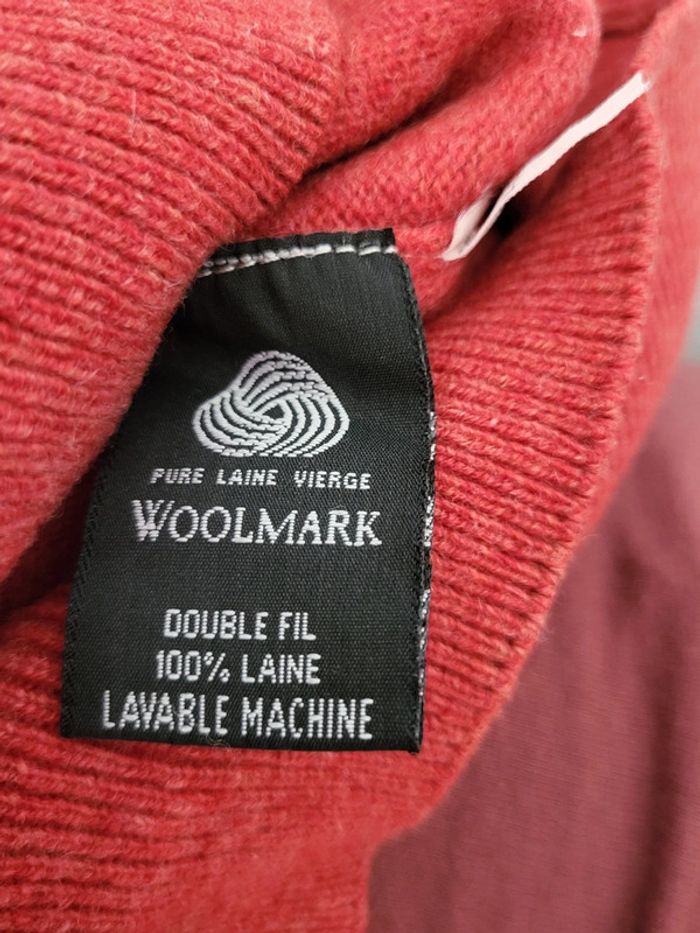 PURE LAINE VIERGE
WOOLMARK
DOUBLE FIL
100% LAINE
LAVABLE MACHINE